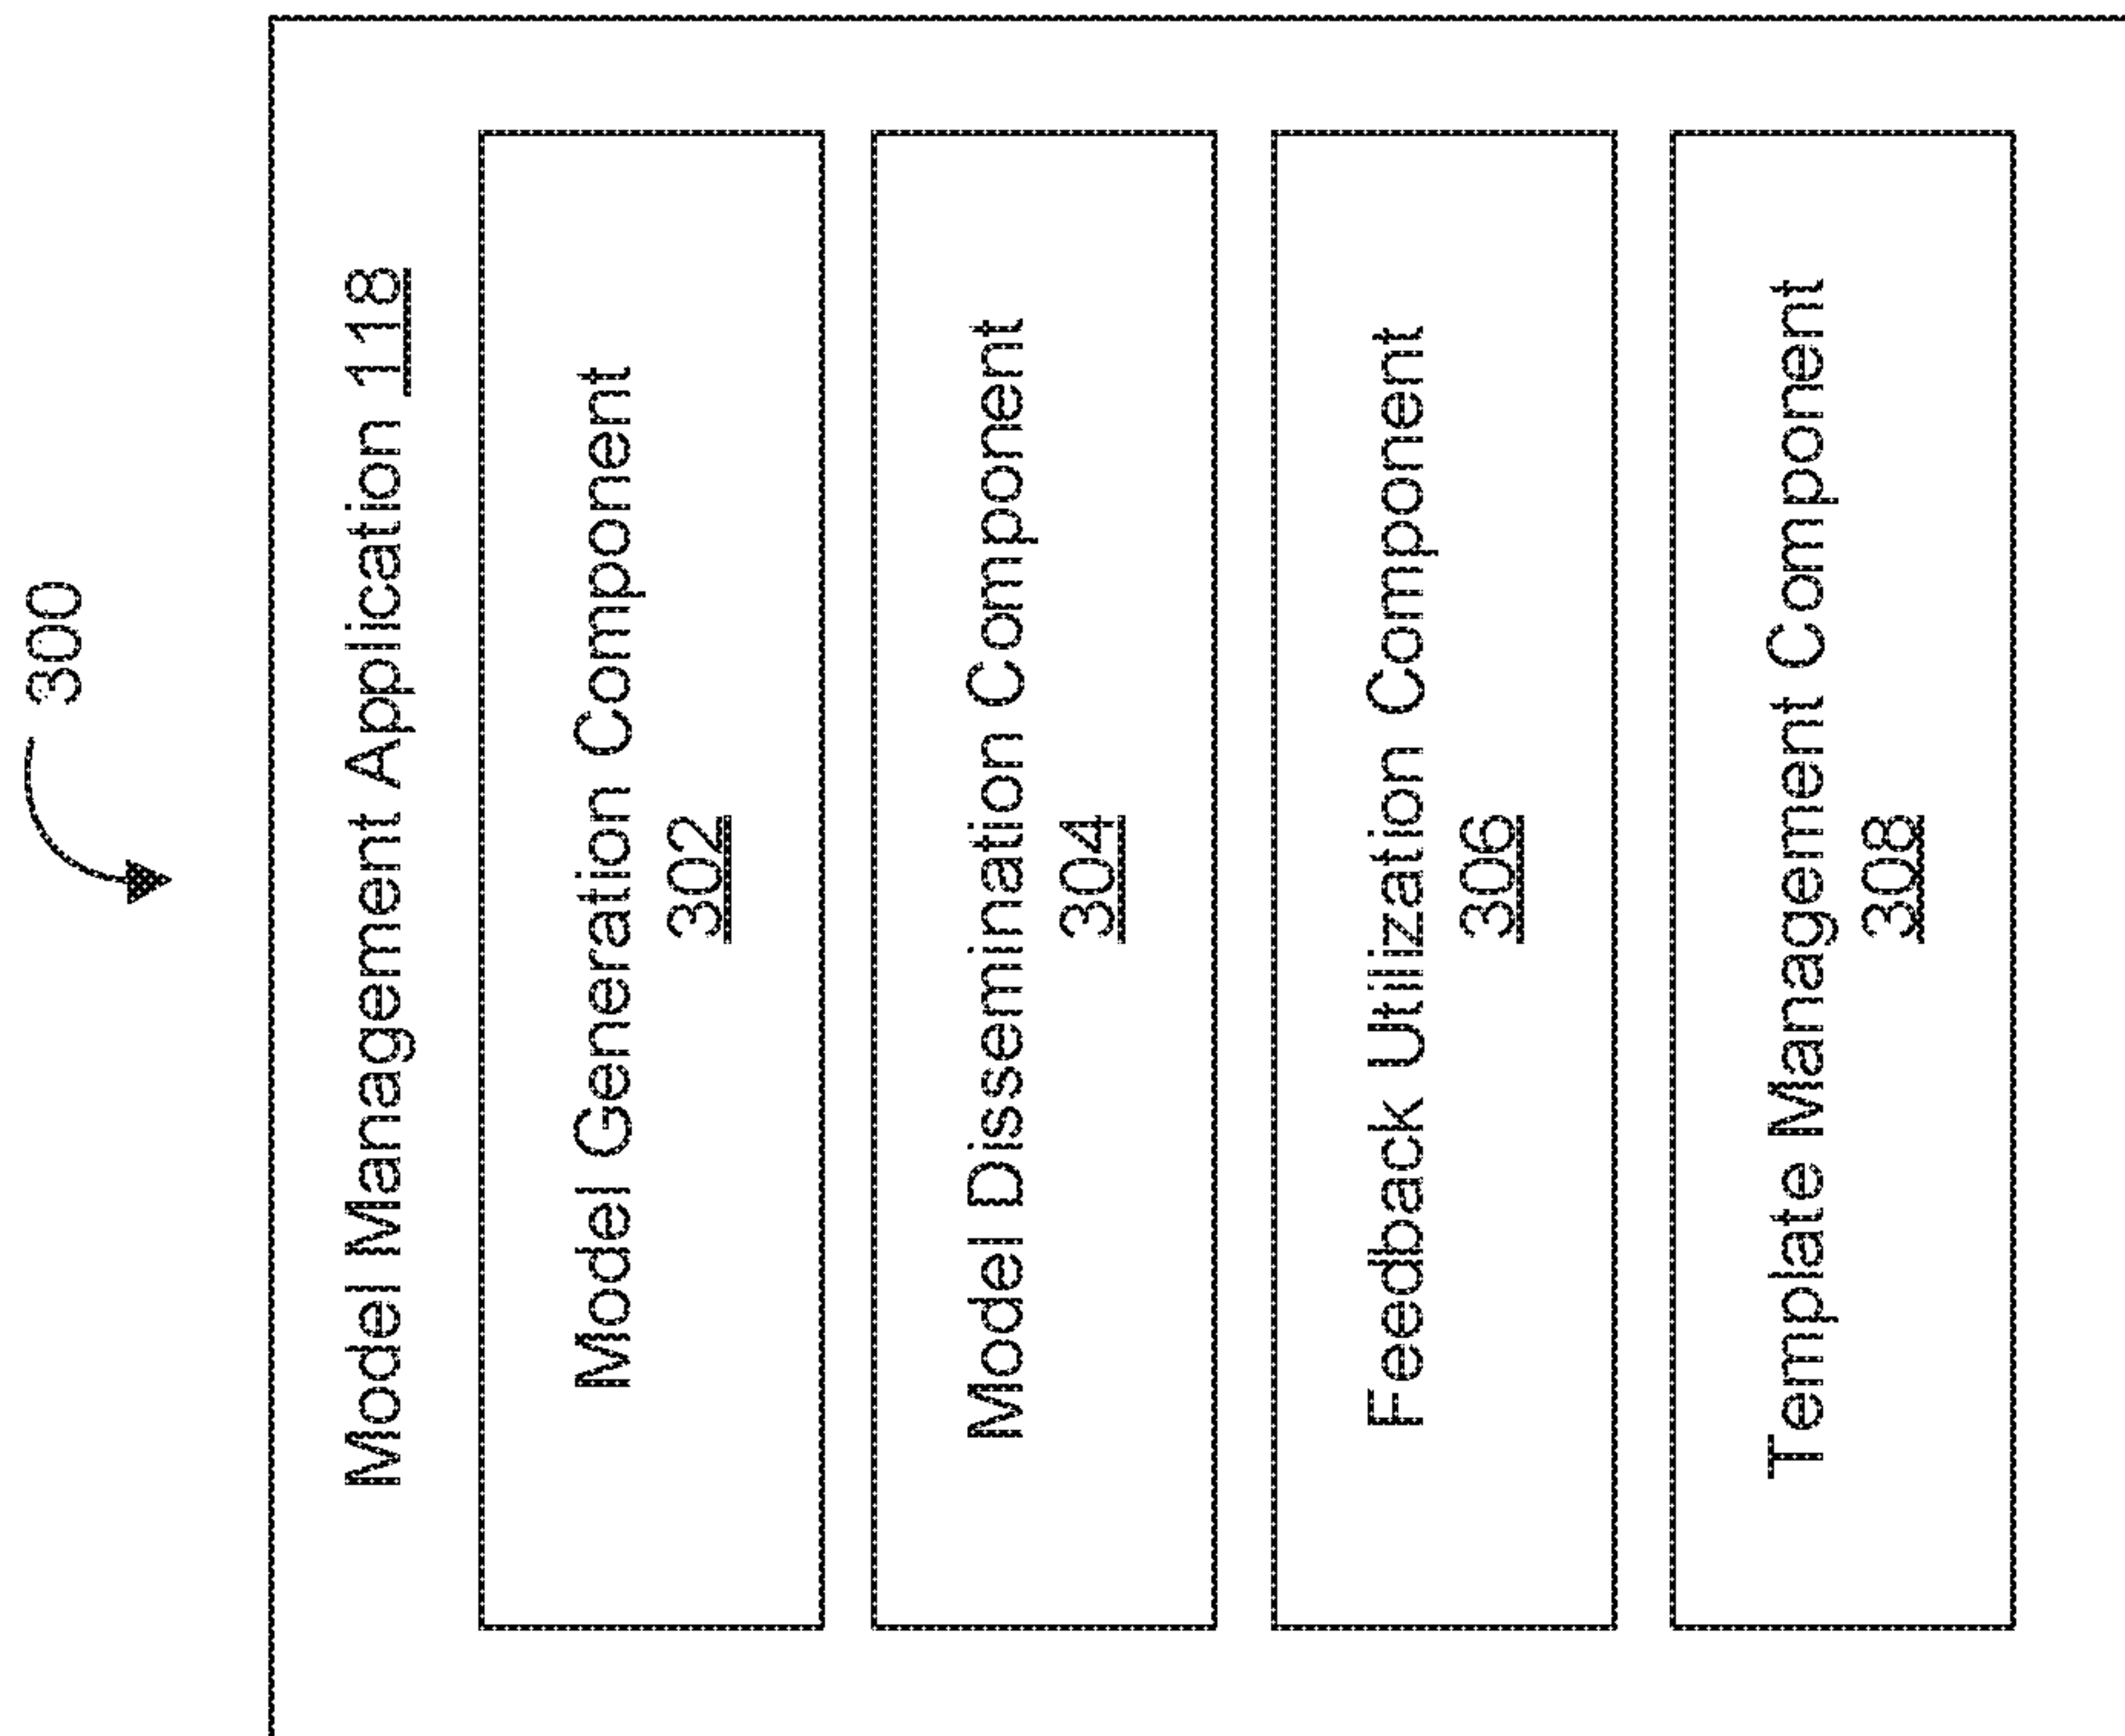 300
Model Management Application 118
Model Generation Component
302
Model Dissemination Component
304
Feedback Utilization Component
306
Template Management Component
308